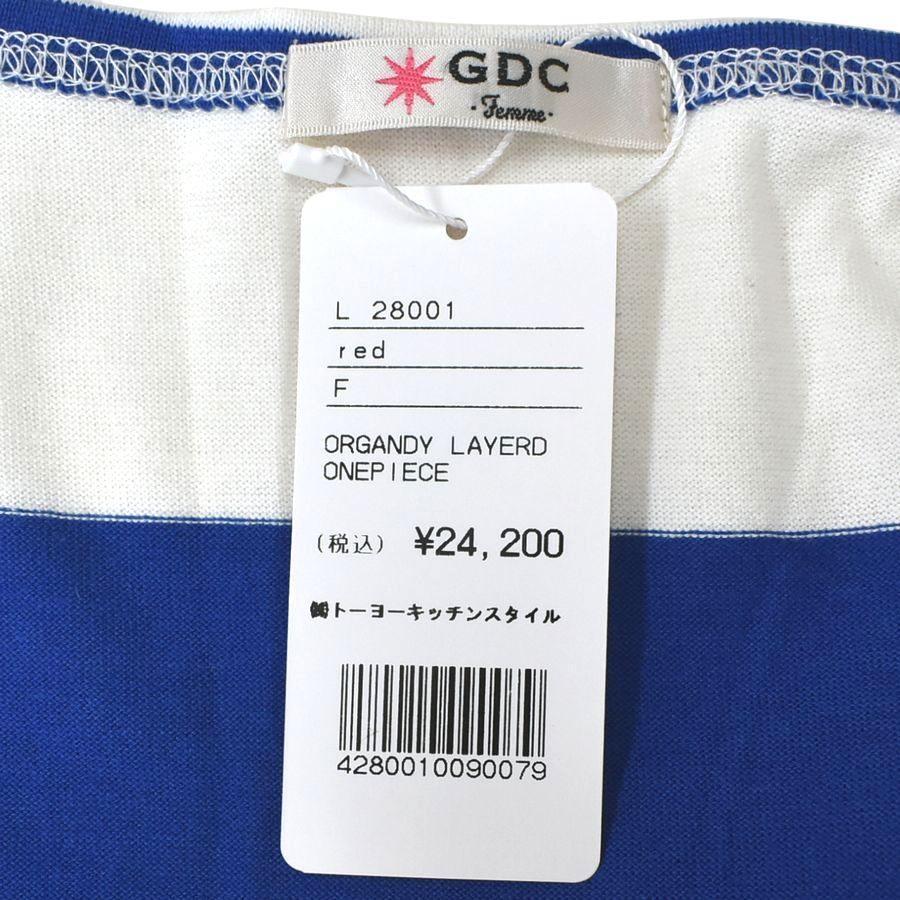 GDC
·Femme·
L 28001
red
F
ORGANDY LAYERD
ONEPIECE
(税込) ¥24,200
㈱トーヨーキッチンスタイル
4280010090079